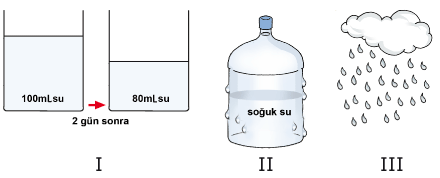 100mLsu
80mLsu
2 gün sonra
soğuk su
I
II
III